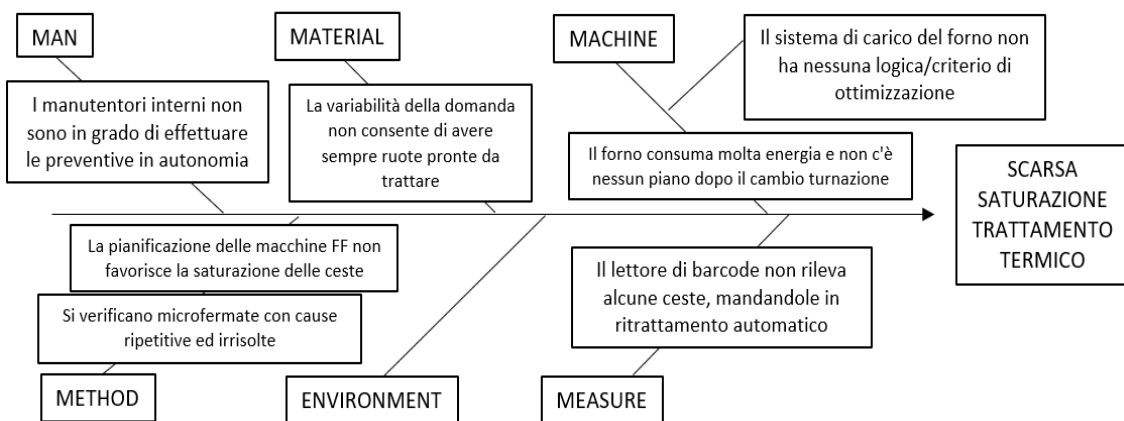 MAN
MATERIAL
MACHINE
Il sistema di carico del forno non
ha nessuna logica/criterio di
ottimizzazione
I manutentori interni non
sono in grado di effettuare
le preventive in autonomia
La variabilità della domanda
non consente di avere
sempre ruote pronte da
trattare
Il forno consuma molta energia e non c'è
nessun piano dopo il cambio turnazione
SCARSA
SATURAZIONE
TRATTAMENTO
TERMICO
La pianificazione delle macchine FF non
favorisce la saturazione delle ceste
Si verificano microfermate con cause
ripetitive ed irrisolte
Il lettore di barcode non rileva
alcune ceste, mandandole in
ritrattamento automatico
METHOD
ENVIRONMENT
MEASURE